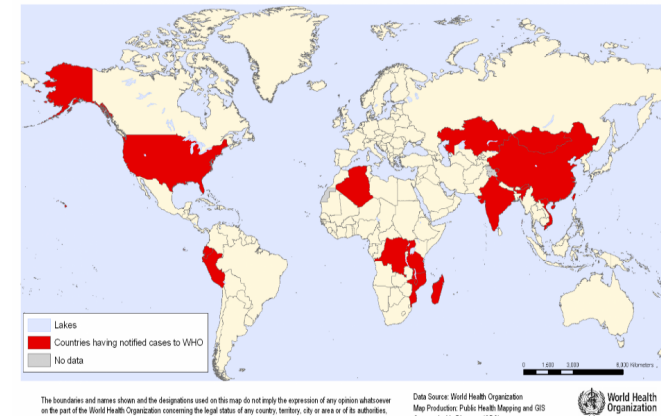 Lakes
Countries having notified cases to WHO
No data
0 1,500 3,000 6,000 Kilometers
The boundaries and names shown and the designations used on this map do not imply the expression of any opinion whatsoever
on the part of the World Health Organization concerning the legal status of any country, territory, city or area or of its authorities,
Data Source: World Health Organization
Map Production: Public Health Mapping and GIS
World Health
Organization